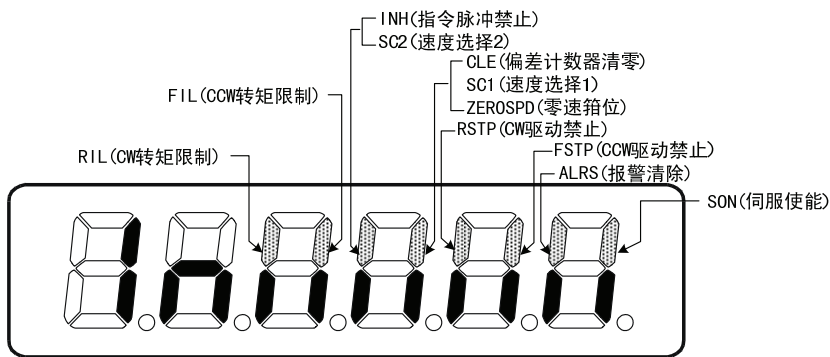 INH(指令脉冲禁止)
SC2(速度选择2)
CLE(偏差计数器清零)
SC1(速度选择1)
ZEROSPD(零速箝位)
FIL(CCW转矩限制)
RSTP(CW驱动禁止)
RIL(CW转矩限制)
FSTP(CCW驱动禁止)
ALRS(报警清除)
SON(伺服使能)